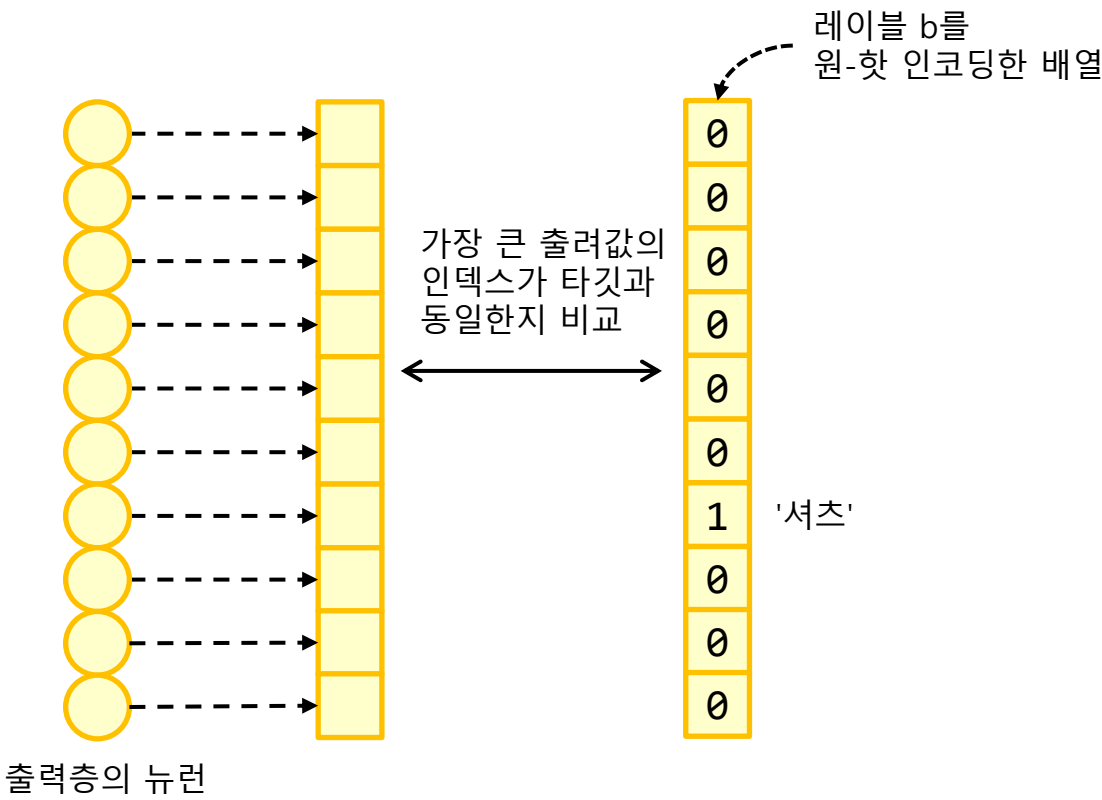 레이블 b를
원-핫 인코딩한 배열
0
0
0
0
0
0
1
0
0
0
가장 큰 출려값의
인덱스가 타깃과
동일한지 비교
'셔츠'
출력층의 뉴런